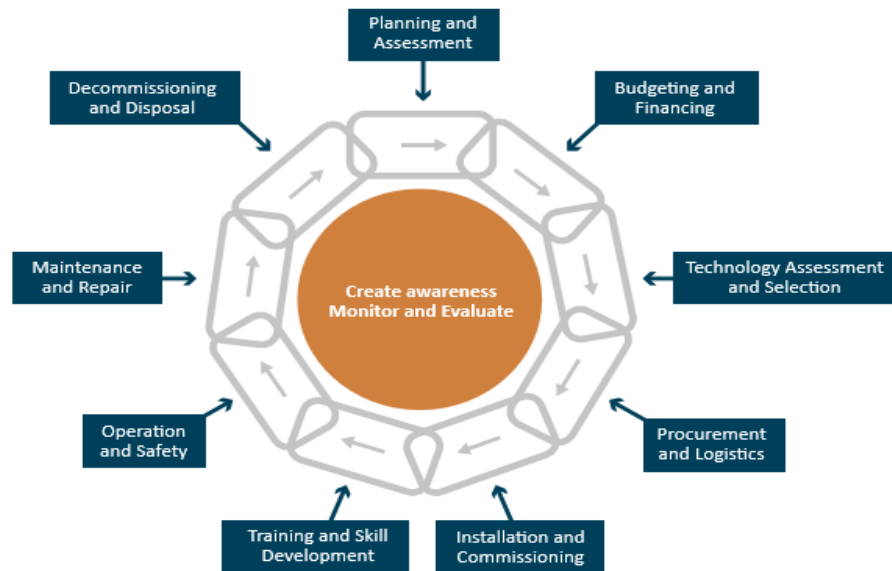 Planning and
Assessment
Budgeting and
Financing
Technology Assessment
and Selection
Procurement
and Logistics
Installation and
Commissioning
Training and Skill
Development
Operation
and Safety
Maintenance
and Repair
Decommissioning
and Disposal
Create awareness
Monitor and Evaluate